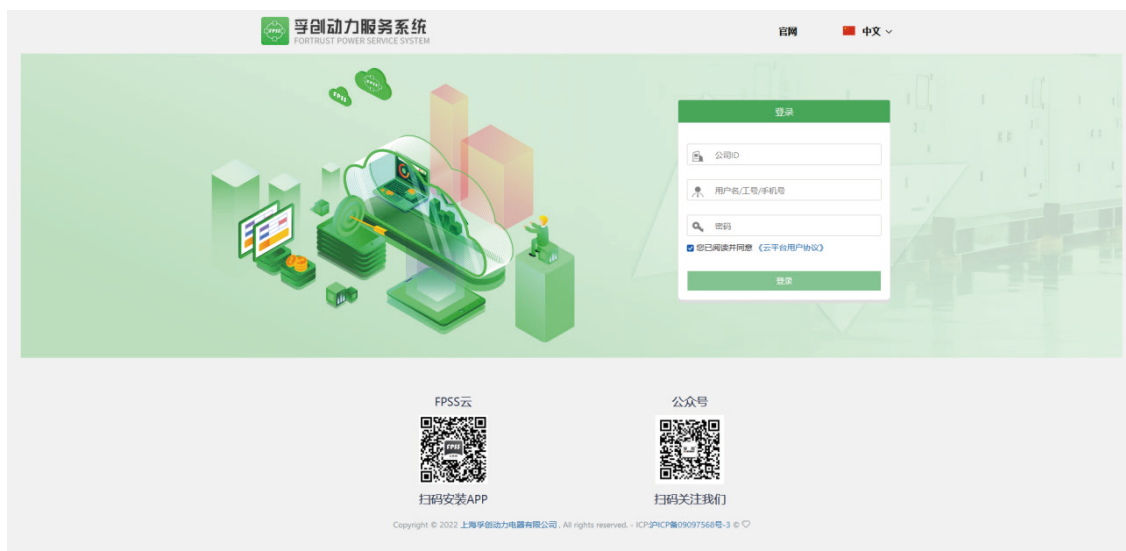 FPSS
孚创动力服务系统
FORTRUST POWER SERVICE SYSTEM
官网
中文
FPSS
FPSS
登录
公司ID
用户名/工号/手机号
密码
您已阅读并同意 《云平台用户协议》
登录
FPSS云
公众号
FPSS
扫码安装APP
扫码关注我们
Copyright © 2022 上海孚创动力电器有限公司. All rights reserved. - ICP:沪ICP备09097568号-3 © ♡